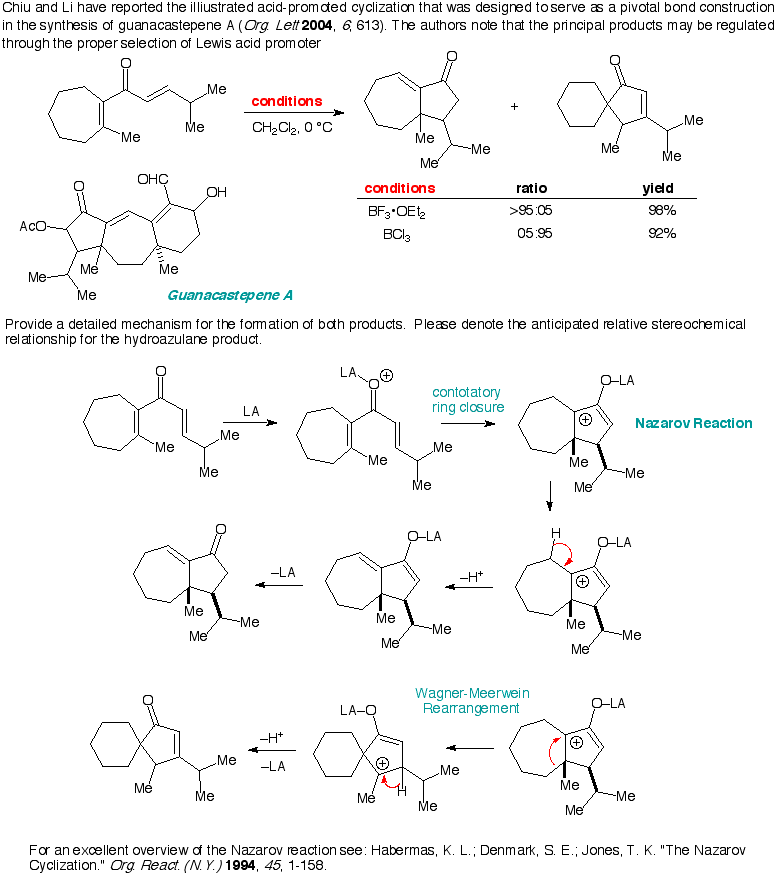 Chiu and Li have reported the illiustrated acid-promoted cyclization that was designed to serve as a pivotal bond construction
in the synthesis of guanacastepene A (Org. Lett 2004, 6, 613). The authors note that the principal products may be regulated
through the proper selection of Lewis acid promoter
O
Me
Me
Me
conditions
CH2Cl2, 0 °C
O
Me
Me
Me
+
O
Me
Me
Me
conditions ratio yield
BF3•OEt2 >95:05 98%
BCl3 05:95 92%
O
OHC
OH
AcO
Me
Me
Me
Me
Guanacastepene A
Provide a detailed mechanism for the formation of both products. Please denote the anticipated relative stereochemical
relationship for the hydroazulane product.
O
Me
Me
Me
LA
LA
O
+
Me
Me
Me
contotatory
ring closure
O–LA
+
Me
Me
Me
Nazarov Reaction
O
Me
Me
Me
–LA
O–LA
Me
Me
Me
–H+
H
O–LA
+
Me
Me
Me
Wagner-Meerwein
Rearrangement
O
Me
Me
Me
–H+
–LA
LA–O
+
Me
H
Me
Me
O–LA
+
Me
Me
Me
For an excellent overview of the Nazarov reaction see: Habermas, K. L.; Denmark, S. E.; Jones, T. K. "The Nazarov
Cyclization." Org. React. (N.Y.) 1994, 45, 1-158.